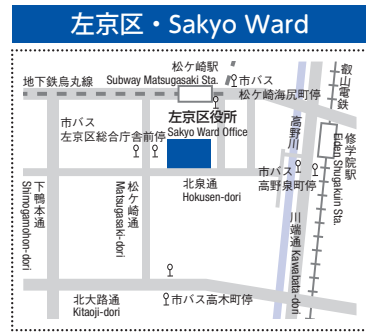 左京区・Sakyo Ward
松ケ崎駅
地下鉄烏丸線
Subway Matsugasaki Sta.
市バス
松ケ崎海尻町停
叡山電鉄
左京区役所
Sakyo Ward Office
市バス
左京区総合庁舎前停
高野川
修学院駅
Eiden Shugakuin Sta.
市バス
高野泉町停
北泉通
Hokusen-dori
下鴨本通
Shimogamohon-dori
松ケ崎通
Matsugasaki-dori
川端通 Kawabata-dori
北大路通
Kitaoji-dori
市バス高木町停